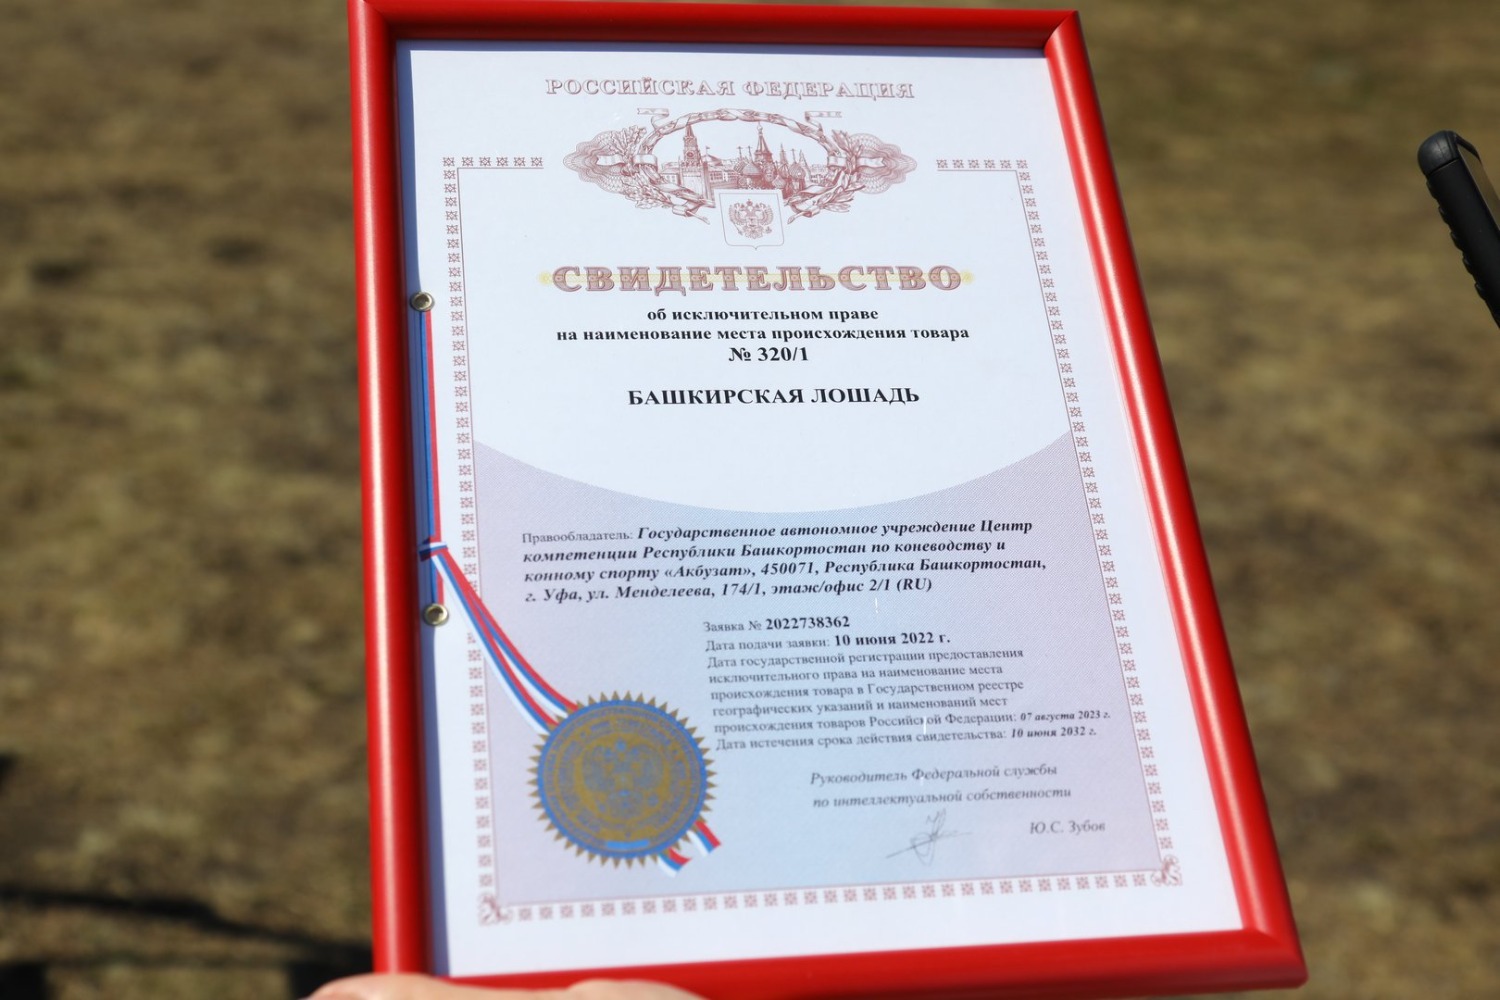 РОССИЙСКАЯ ФЕДЕРАЦИЯ
СВИДЕТЕЛЬСТВО
об исключительном праве
на наименование места происхождения товара
№ 320/1
БАШКИРСКАЯ ЛОШАДЬ
Правообладатель: Государственное автономное учреждение Центр
компетенции Республики Башкортостан по коневодству и
конному спорту «Акбузат», 450071, Республика Башкортостан,
г. Уфа, ул. Менделеева, 174/1, этаж/офис 2/1 (RU)
Заявка № 2022738362
Дата подачи заявки: 10 июня 2022 г.
Дата государственной регистрации предоставления
исключительного права на наименование места
происхождения товара в Государственном реестре
географических указаний и наименований мест
происхождения товаров Российской Федерации: 07 августа 2023 г.
Дата истечения срока действия свидетельства: 10 июня 2032 г.
Руководитель Федеральной службы
по интеллектуальной собственности
Ю.С. Зубов